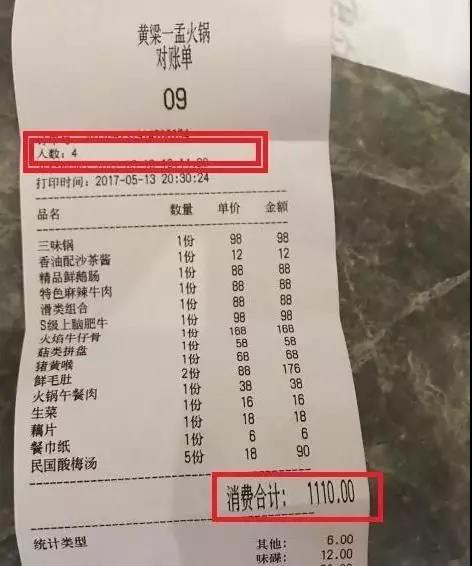 黄梁一孟火锅
对账单
09
人数：4
打印时间：2017-05-13 20:30:24
品名 数量 单价 金额
三味锅 1份 98 98
香油配沙茶酱 1份 12 12
精品鲜鹅肠 1份 88 88
特色麻辣牛肉 1份 88 88
滑类组合 1份 88 88
S级上脑肥牛 1份 88 88
火焰牛仔骨 1份 168 168
菇类拼盘 1份 58 58
猪黄喉 1份 68 68
鲜毛肚 2份 88 176
火锅午餐肉 1份 38 38
生菜 1份 16 16
藕片 1份 18 18
餐巾纸 1份 6 6
民国酸梅汤 5份 18 90
消费合计： 1110.00
统计类型 其他： 6.00
味碟： 12.00